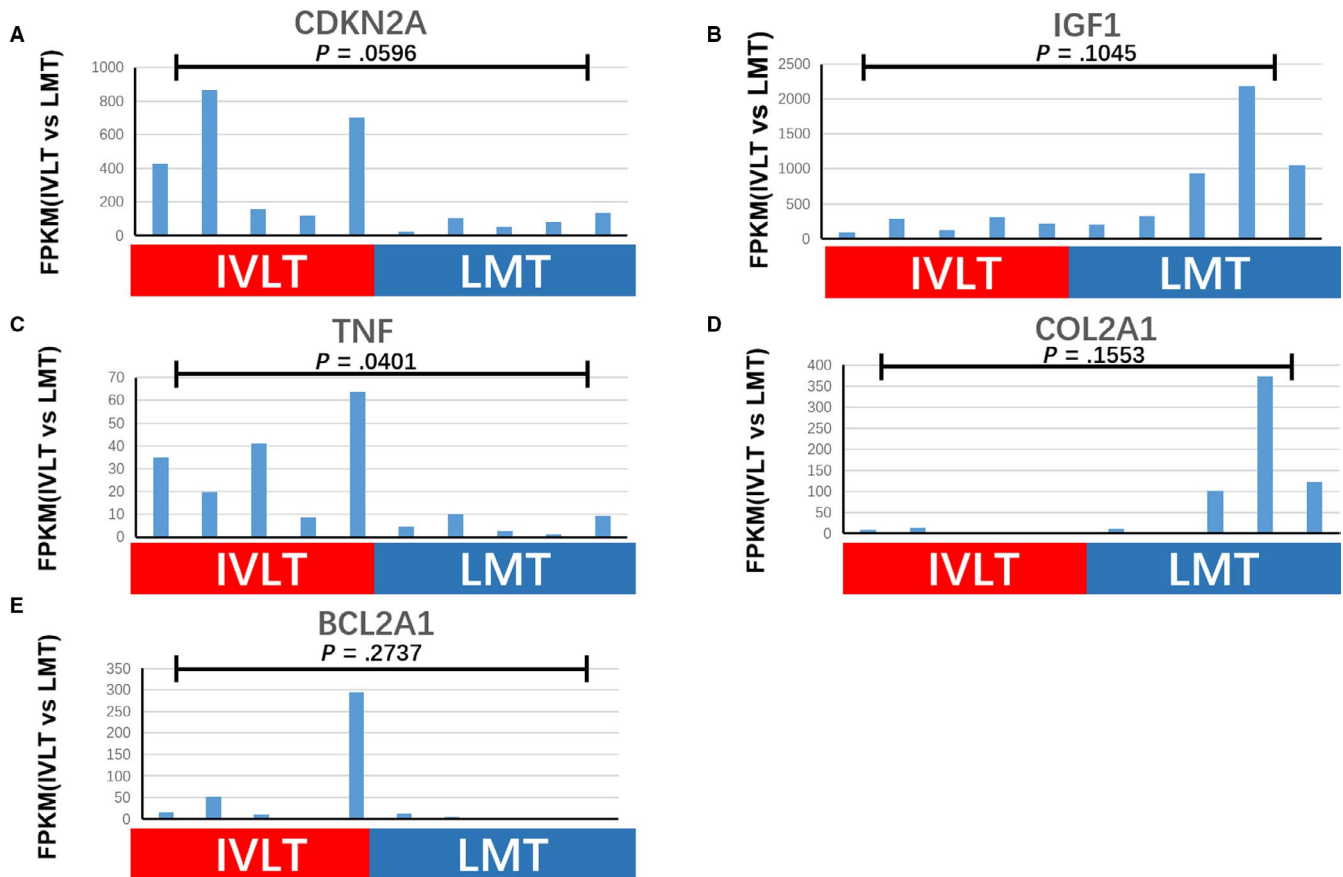 A
CDKN2A
P = .0596
FPKM(IVLT vs LMT)
1000
800
600
400
200
0
IVLT LMT
B
IGF1
P = .1045
FPKM(IVLT vs LMT)
2500
2000
1500
1000
500
0
IVLT LMT
C
TNF
P = .0401
FPKM(IVLT vs LMT)
70
60
50
40
30
20
10
0
IVLT LMT
D
COL2A1
P = .1553
FPKM(IVLT vs LMT)
400
350
300
250
200
150
100
50
0
IVLT LMT
E
BCL2A1
P = .2737
FPKM(IVLT vs LMT)
350
300
250
200
150
100
50
0
IVLT LMT